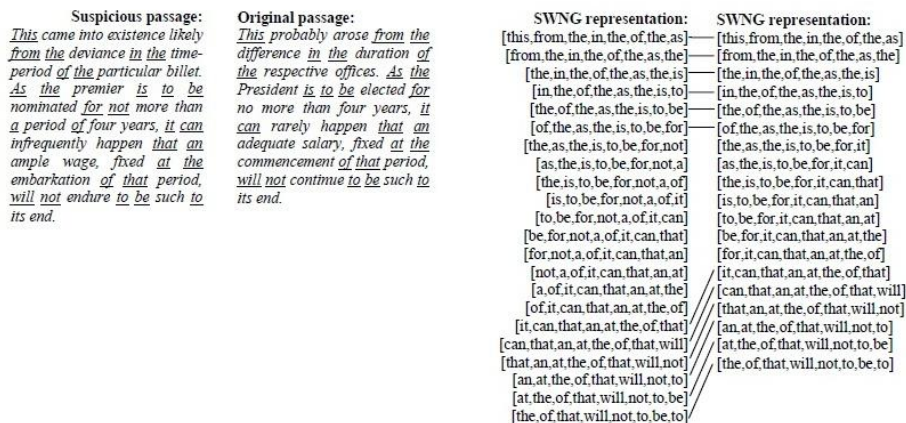 Suspicious passage:
This came into existence likely
from the deviance in the time-
period of the particular billet.
As the premier is to be
nominated for not more than
a period of four years, it can
infrequently happen that an
ample wage, fixed at the
embarkation of that period,
will not endure to be such to
its end.
Original passage:
This probably arose from the
difference in the duration of
the respective offices. As the
President is to be elected for
no more than four years, it
can rarely happen that an
adequate salary, fixed at the
commencement of that period,
will not continue to be such to
its end.
SWNG representation:
[this,from,the,in,the,of,the,as]
[from,the,in,the,of,the,as,the]
[the,in,the,of,the,as,the,is]
[in,the,of,the,as,the,is,to]
[the,of,the,as,the,is,to,be]
[of,the,as,the,is,to,be,for]
[the,as,the,is,to,be,for,not]
[as,the,is,to,be,for,not,a]
[the,is,to,be,for,not,a,of]
[is,to,be,for,not,a,of,it]
[to,be,for,not,a,of,it,can]
[be,for,not,a,of,it,can,that]
[for,not,a,of,it,can,that,an]
[not,a,of,it,can,that,an,at]
[a,of,it,can,that,an,at,the]
[of,it,can,that,an,at,the,of]
[it,can,that,an,at,the,of,that]
[can,that,an,at,the,of,that,will]
[that,an,at,the,of,that,will,not]
[an,at,the,of,that,will,not,to]
[at,the,of,that,will,not,to,be]
[the,of,that,will,not,to,be,to]
SWNG representation:
[this,from,the,in,the,of,the,as]
[from,the,in,the,of,the,as,the]
[the,in,the,of,the,as,the,is]
[in,the,of,the,as,the,is,to]
[the,of,the,as,the,is,to,be]
[of,the,as,the,is,to,be,for]
[the,as,the,is,to,be,for,it]
[as,the,is,to,be,for,it,can]
[the,is,to,be,for,it,can,that]
[is,to,be,for,it,can,that,an]
[to,be,for,it,can,that,an,at]
[be,for,it,can,that,an,at,the]
[for,it,can,that,an,at,the,of]
[it,can,that,an,at,the,of,that]
[can,that,an,at,the,of,that,will]
[that,an,at,the,of,that,will,not]
[an,at,the,of,that,will,not,to]
[at,the,of,that,will,not,to,be]
[the,of,that,will,not,to,be,to]